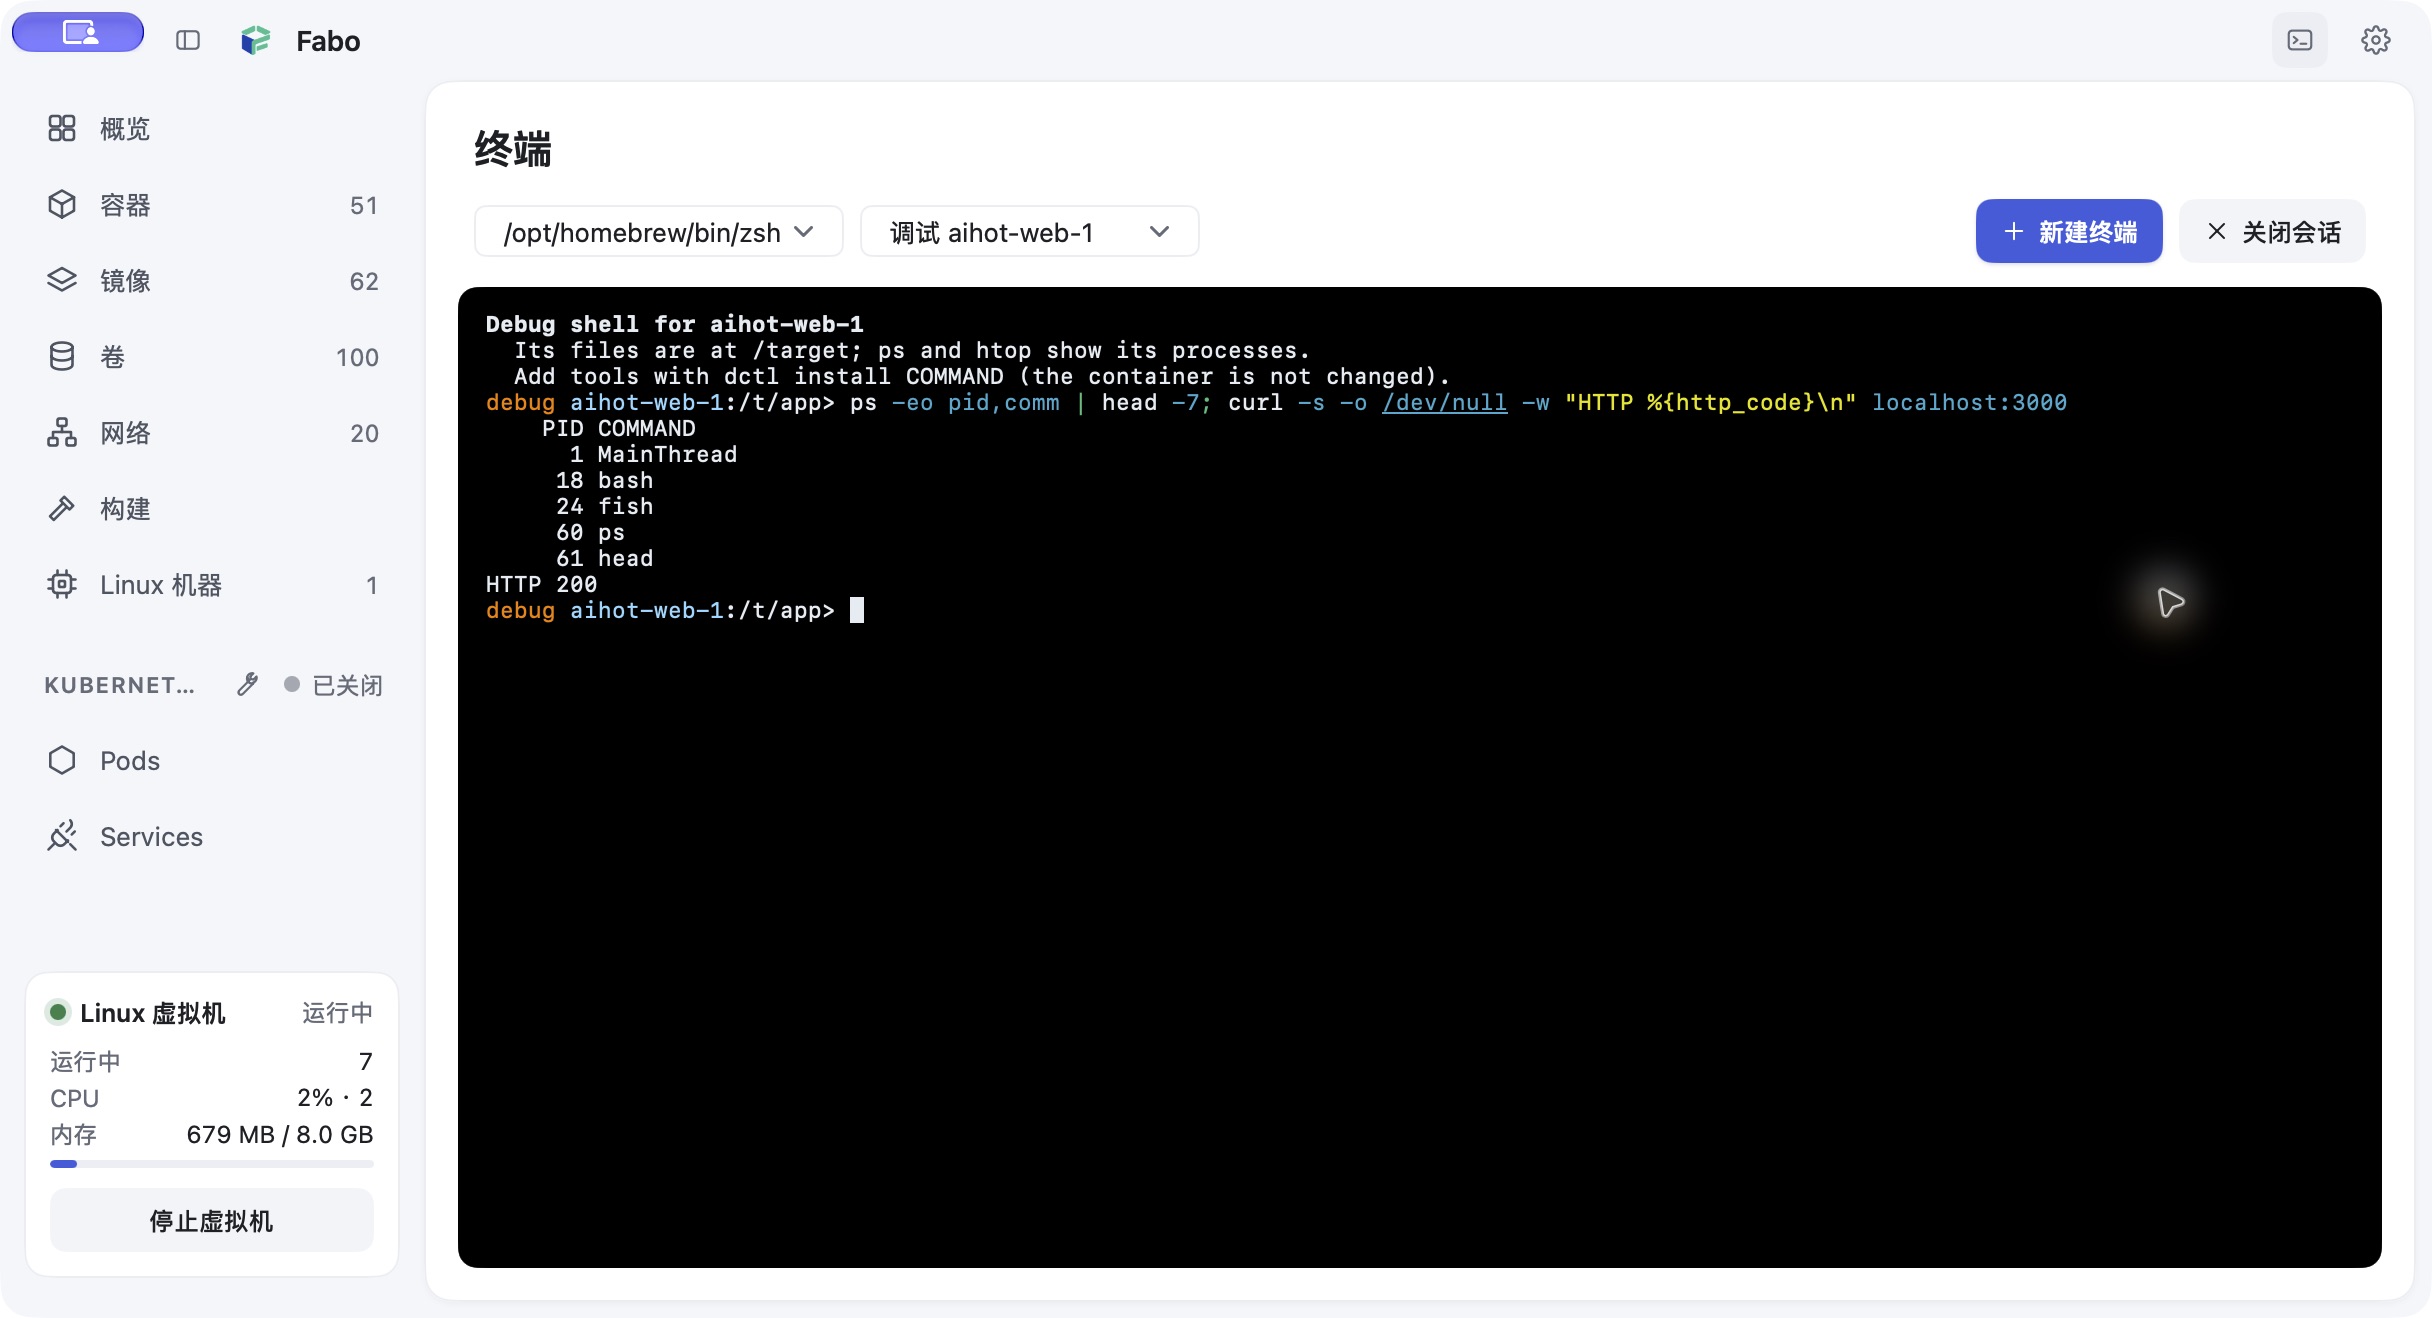 Fabo
概览
容器 51
镜像 62
卷 100
网络 20
构建
Linux 机器 1
KUBERNET... 已关闭
Pods
Services
Linux 虚拟机 运行中
运行中 7
CPU 2% · 2
内存 679 MB / 8.0 GB
停止虚拟机
终端
/opt/homebrew/bin/zsh 调试 aihot-web-1 新建终端 关闭会话
Debug shell for aihot-web-1
  Its files are at /target; ps and htop show its processes.
  Add tools with dctl install COMMAND (the container is not changed).
debug aihot-web-1:/t/app> ps -eo pid,comm | head -7; curl -s -o /dev/null -w "HTTP %{http_code}\n" localhost:3000
    PID COMMAND
      1 MainThread
     18 bash
     24 fish
     60 ps
     61 head
HTTP 200
debug aihot-web-1:/t/app>